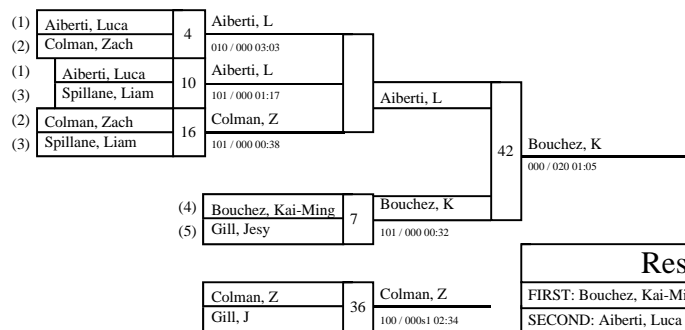 (1) Aiberti, Luca 4 Aiberti, L
(2) Colman, Zach 010 / 000 03:03
(1) Aiberti, Luca 10 Aiberti, L
(3) Spillane, Liam 101 / 000 01:17
Aiberti, L
(2) Colman, Zach 16 Colman, Z
(3) Spillane, Liam 101 / 000 00:38
42 Bouchez, K
000 / 020 01:05
(4) Bouchez, Kai-Ming 7 Bouchez, K
(5) Gill, Jesy 101 / 000 00:32
Res
Colman, Z 36 Colman, Z
Gill, J 100 / 000s1 02:34
FIRST: Bouchez, Kai-Mi
SECOND: Aiberti, Luca